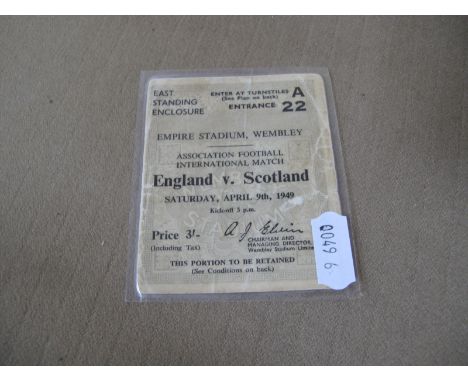 EAST
STANDING
ENCLOSURE
ENTER AT TURNSTILES A
(See Plan on back)
ENTRANCE 22
EMPIRE STADIUM, WEMBLEY
ASSOCIATION FOOTBALL
INTERNATIONAL MATCH
England v. Scotland
SATURDAY, APRIL 9th, 1949
Kick-off 3 p.m.
Price 3/-
(Including Tax)
A J Elvin
CHAIRMAN AND
MANAGING DIRECTOR,
Wembley Stadium Limited
THIS PORTION TO BE RETAINED
(See Conditions on back)
0049 6